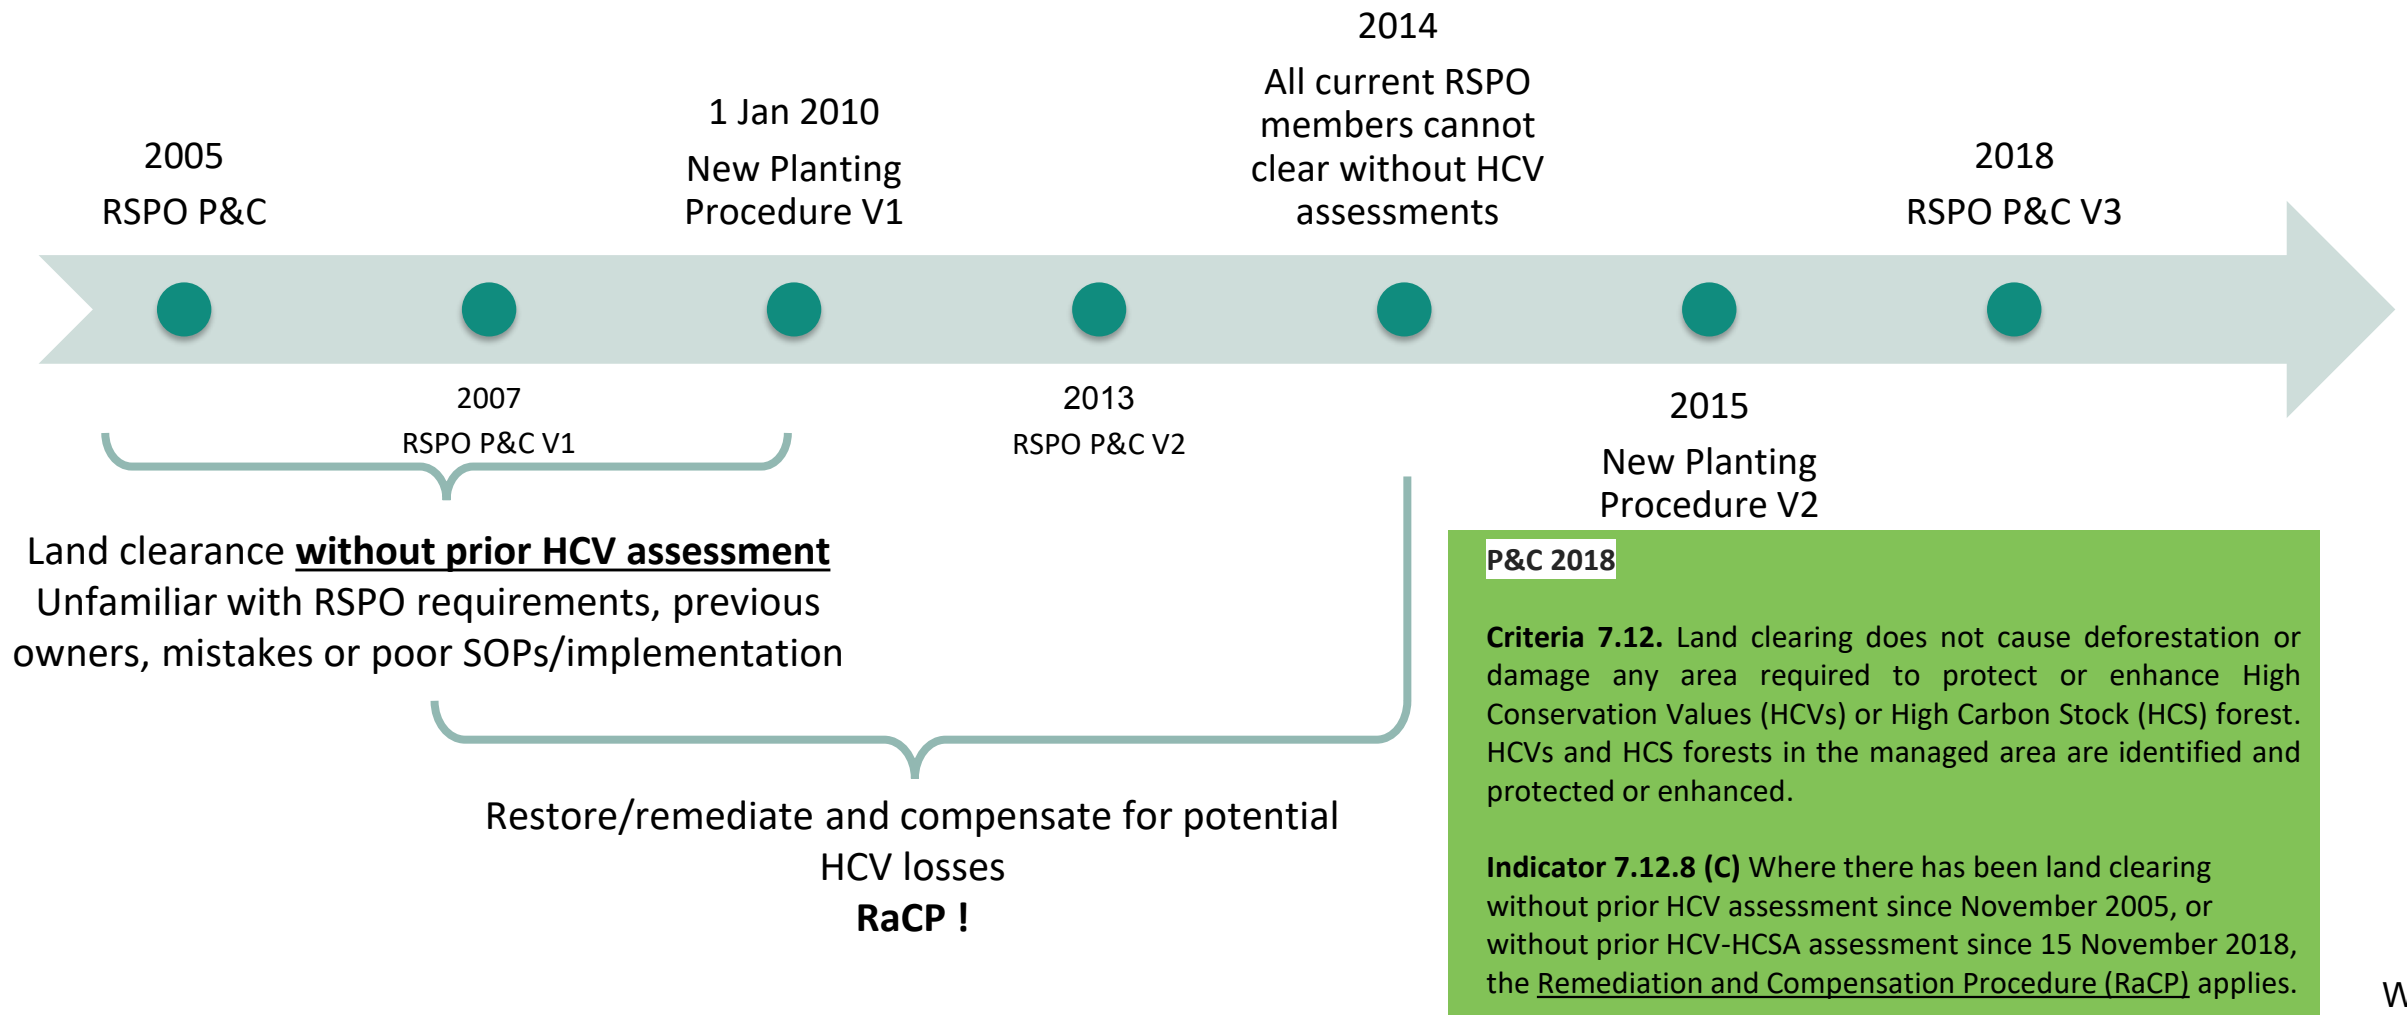 2005
RSPO P&C
2007
RSPO P&C V1
1 Jan 2010
New Planting
Procedure V1
2013
RSPO P&C V2
2014
All current RSPO
members cannot
clear without HCV
assessments
2015
New Planting
Procedure V2
2018
RSPO P&C V3
Land clearance without prior HCV assessment
Unfamiliar with RSPO requirements, previous
owners, mistakes or poor SOPs/implementation
Restore/remediate and compensate for potential
HCV losses
RaCP !
P&C 2018
Criteria 7.12. Land clearing does not cause deforestation or
damage any area required to protect or enhance High
Conservation Values (HCVs) or High Carbon Stock (HCS) forest.
HCVs and HCS forests in the managed area are identified and
protected or enhanced.
Indicator 7.12.8 (C) Where there has been land clearing
without prior HCV assessment since November 2005, or
without prior HCV-HCSA assessment since 15 November 2018,
the Remediation and Compensation Procedure (RaCP) applies.